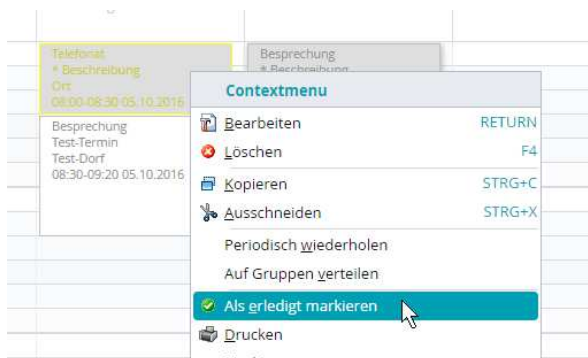 Telefonat
* Beschreibung
Ort
08:00-08:30 05.10.2016
Besprechung
* Beschreibung
Besprechung
Test-Termin
Test-Dorf
08:30-09:20 05.10.2016
Contextmenu
Bearbeiten RETURN
Löschen F4
Kopieren STRG+C
Ausschneiden STRG+X
Periodisch wiederholen
Auf Gruppen verteilen
Als erledigt markieren
Drucken